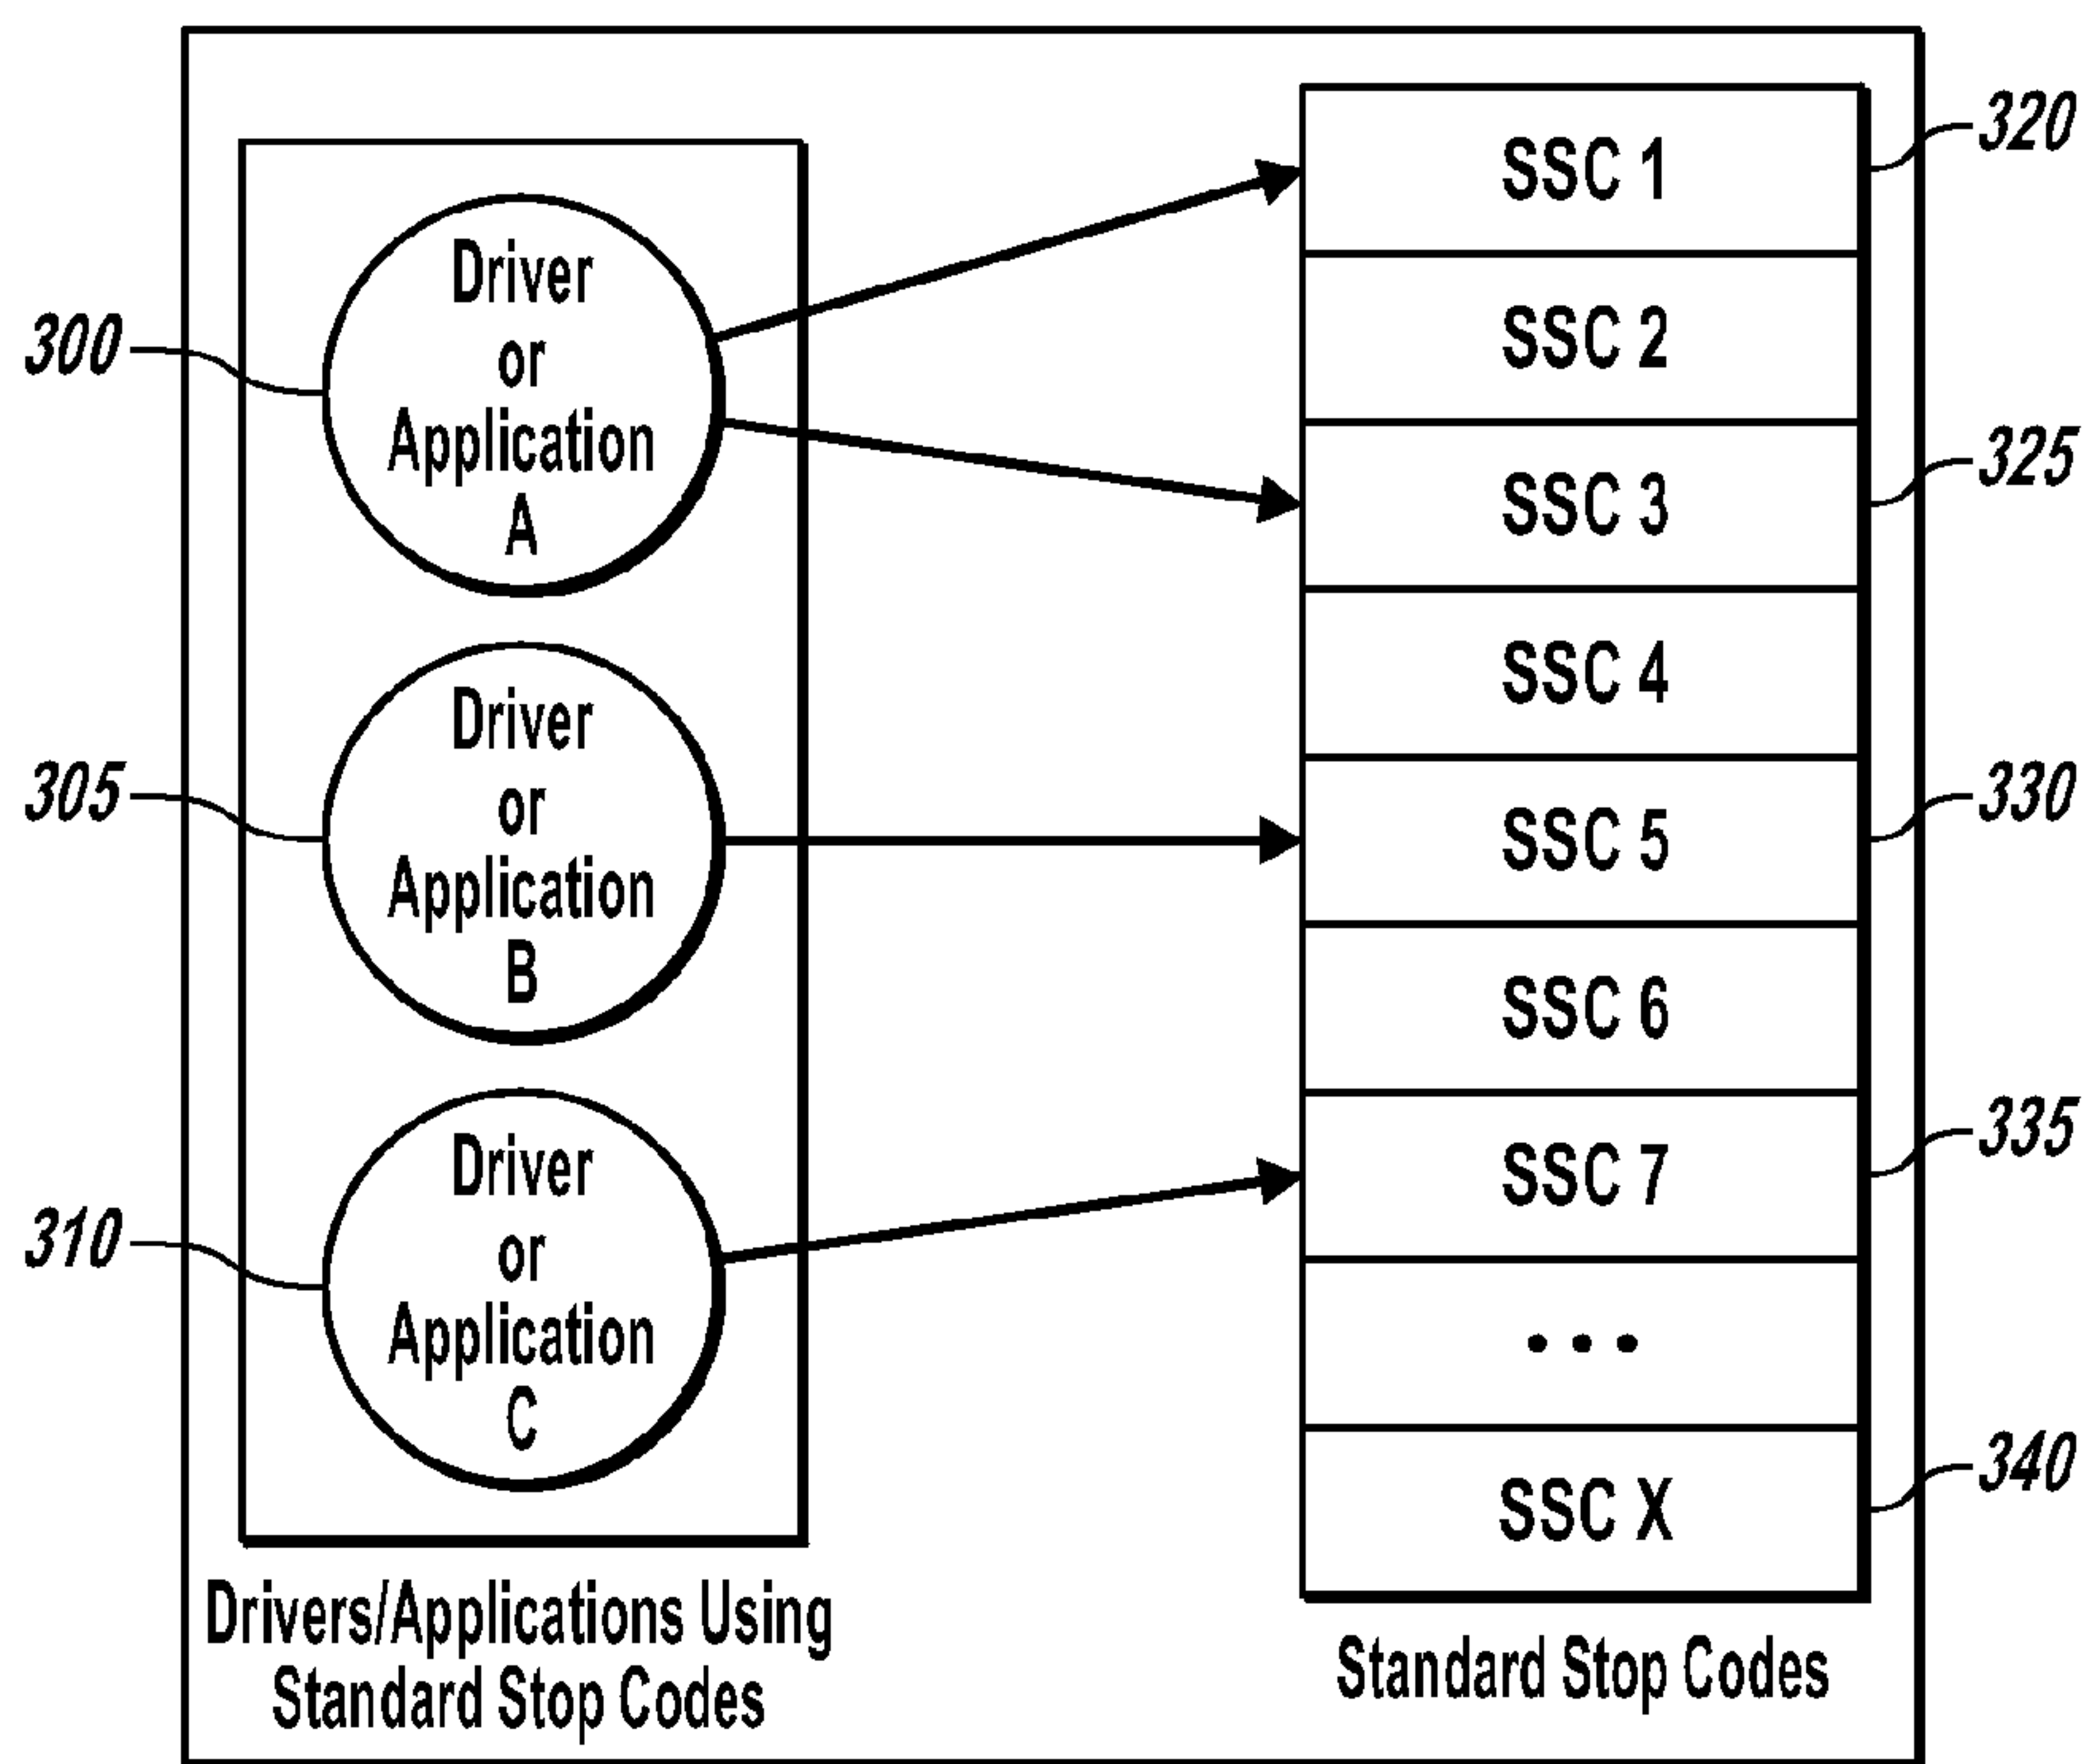 300
Driver
or
Application
A
305
Driver
or
Application
B
310
Driver
or
Application
C
Drivers/Applications Using
Standard Stop Codes
SSC 1
320
SSC 2
SSC 3
325
SSC 4
SSC 5
330
SSC 6
SSC 7
335
...
SSC X
340
Standard Stop Codes